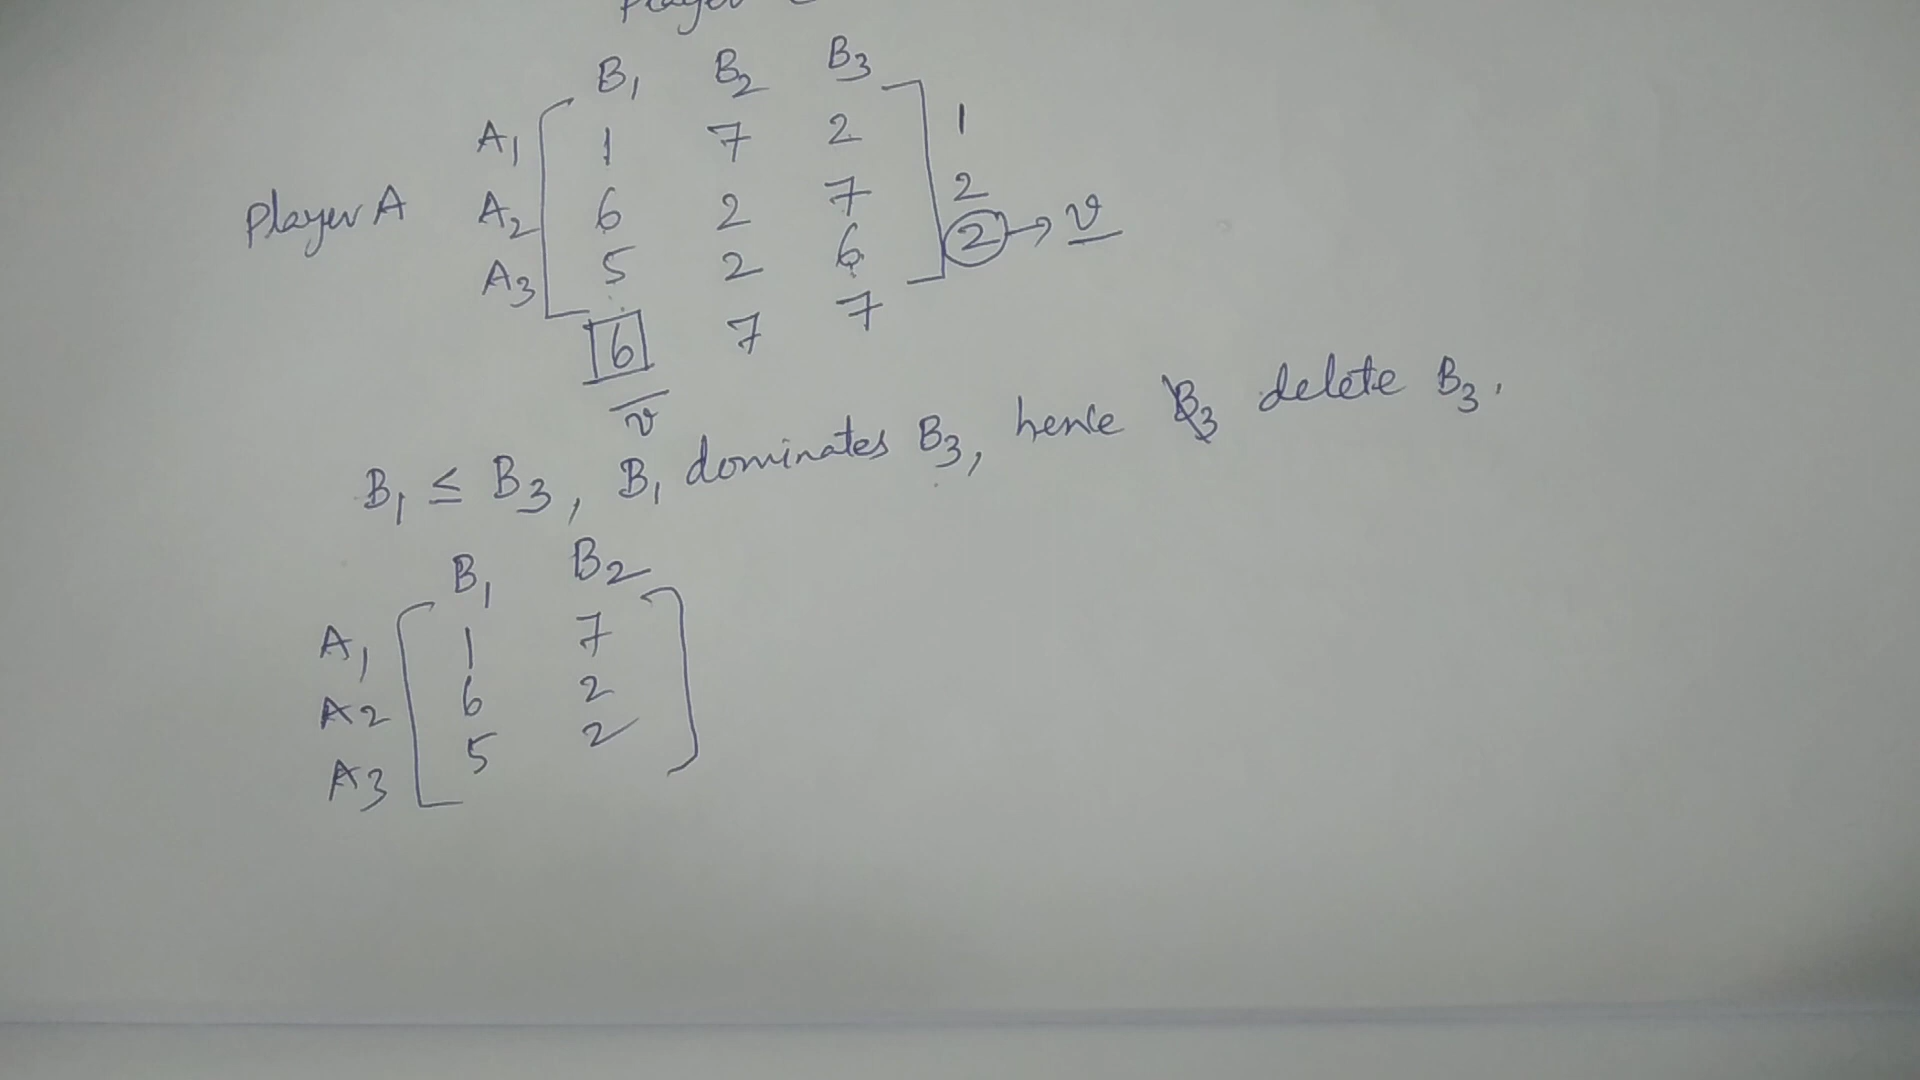 Player
B1 B2 B3
A1 1 7 2 1
Player A A2 6 2 7 2
A3 5 2 6 2 → v
6 7 7
v
B1 ≤ B3, B1 dominates B3, hence delete B3.
B1 B2
A1 1 7
A2 6 2
A3 5 2